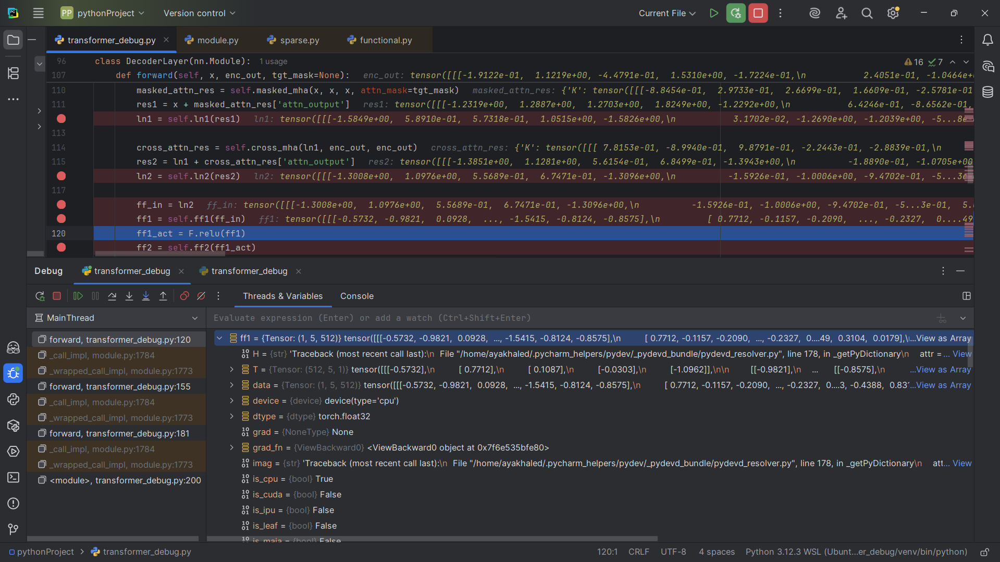 PC
PP pythonProject
Version control
Current File
transformer_debug.py
module.py
sparse.py
functional.py
96 class DecoderLayer(nn.Module): 1 usage
16 7
107 def forward(self, x, enc_out, tgt_mask=None): enc_out: tensor([[[-1.9122e-01, 1.1219e+00, -4.4791e-01, 1.5310e+00, -1.7224e-01,\n 2.4051e-01, -1.0464e+
110 masked_attn_res = self.masked_mha(x, x, x, attn_mask=tgt_mask) masked_attn_res: {'K': tensor([[[-8.8454e-01, 2.9733e-01, 2.6699e-01, 1.6609e-01, -2.5781e-01
111 res1 = x + masked_attn_res['attn_output'] res1: tensor([[[-1.2319e+00, 1.2887e+00, 1.2703e+00, 1.8249e+00, -1.2292e+00,\n 6.4246e-01, -8.6562e-01,
ln1 = self.ln1(res1) ln1: tensor([[[-1.5849e+00, 5.8910e-01, 5.7318e-01, 1.0515e+00, -1.5826e+00,\n 3.1702e-02, -1.2690e+00, -1.2039e+00, -5...8e-
113
114 cross_attn_res = self.cross_mha(ln1, enc_out, enc_out) cross_attn_res: {'K': tensor([[[ 7.8153e-01, -8.9940e-01, 9.8791e-01, -2.2443e-01, -2.8839e-01,\n
115 res2 = ln1 + cross_attn_res['attn_output'] res2: tensor([[[-1.3851e+00, 1.1281e+00, 5.6154e-01, 6.8499e-01, -1.3943e+00,\n -1.8890e-01, -1.0705e+00
ln2 = self.ln2(res2) ln2: tensor([[[-1.3008e+00, 1.0976e+00, 5.5689e-01, 6.7471e-01, -1.3096e+00,\n -1.5926e-01, -1.0006e+00, -9.4702e-01, -5...3e
117
ff_in = ln2 ff_in: tensor([[[-1.3008e+00, 1.0976e+00, 5.5689e-01, 6.7471e-01, -1.3096e+00,\n -1.5926e-01, -1.0006e+00, -9.4702e-01, -5...3e-01, 5.
ff1 = self.ff1(ff_in) ff1: tensor([[[-0.5732, -0.9821, 0.0928, ..., -1.5415, -0.8124, -0.8575],\n [ 0.7712, -0.1157, -0.2090, ..., -0.2327, 0....49
120 ff1_act = F.relu(ff1)
ff2 = self.ff2(ff1_act)
Debug
transformer_debug
transformer_debug
Threads & Variables
Console
MainThread
Evaluate expression (Enter) or add a watch (Ctrl+Shift+Enter)
forward, transformer_debug.py:120
_call_impl, module.py:1784
_wrapped_call_impl, module.py:1773
forward, transformer_debug.py:155
_call_impl, module.py:1784
_wrapped_call_impl, module.py:1773
forward, transformer_debug.py:181
_call_impl, module.py:1784
_wrapped_call_impl, module.py:1773
<module>, transformer_debug.py:200
ff1 = {Tensor: (1, 5, 512)} tensor([[[-0.5732, -0.9821, 0.0928, ..., -1.5415, -0.8124, -0.8575],\n [ 0.7712, -0.1157, -0.2090, ..., -0.2327, 0....49, 0.3104, 0.0179],\...View as Array
H = {str} 'Traceback (most recent call last):\n File "/home/ayakhaled/.pycharm_helpers/pydev/_pydevd_bundle/pydevd_resolver.py", line 178, in _getPyDictionary\n attr =... View
T = {Tensor: (512, 5, 1)} tensor([[[-0.5732],\n [ 0.7712],\n [ 0.1087],\n [-0.0303],\n [-1.0962]],\n\n [[-0.9821],\n ... [[-0.8575],\n ...View as Array
data = {Tensor: (1, 5, 512)} tensor([[[-0.5732, -0.9821, 0.0928, ..., -1.5415, -0.8124, -0.8575],\n [ 0.7712, -0.1157, -0.2090, ..., -0.2327, 0....3, -0.4388, 0.831...View as Array
device = {device} device(type='cpu')
dtype = {dtype} torch.float32
grad = {NoneType} None
grad_fn = {ViewBackward0} <ViewBackward0 object at 0x7f6e535bfe80>
imag = {str} 'Traceback (most recent call last):\n File "/home/ayakhaled/.pycharm_helpers/pydev/_pydevd_bundle/pydevd_resolver.py", line 178, in _getPyDictionary\n att... View
is_cpu = {bool} True
is_cuda = {bool} False
is_ipu = {bool} False
is_leaf = {bool} False
is_maia = {bool} False
pythonProject > transformer_debug.py
120:1 CRLF UTF-8 4 spaces Python 3.12.3 WSL (Ubunt...er_debug/venv/bin/python)